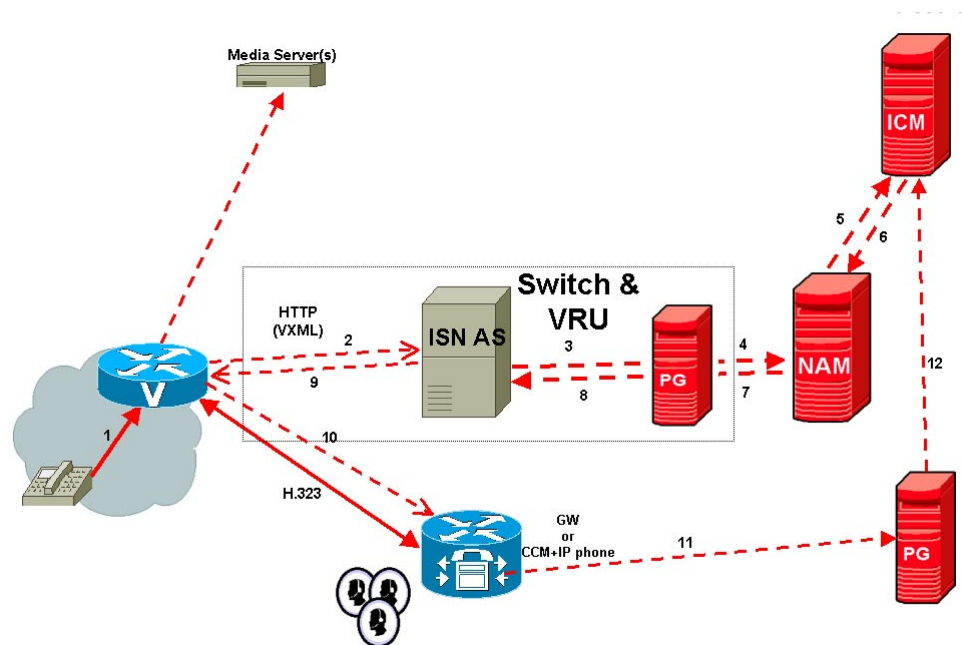 Media Server(s)
ICM
5
6
Switch &
VRU
HTTP
(VXML)
2
ISN AS
3
4
9
8
PG
7
NAM
12
V
1
10
H.323
GW
or
CCM+IP phone
11
PG